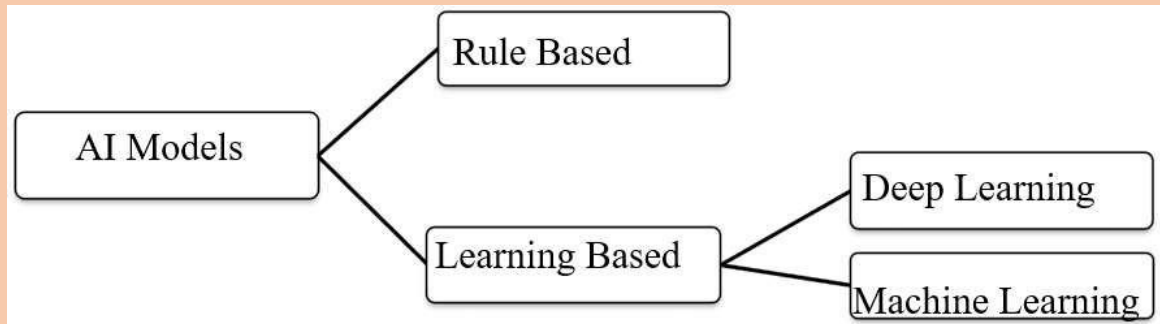 Rule Based
AI Models
Learning Based
Deep Learning
Machine Learning